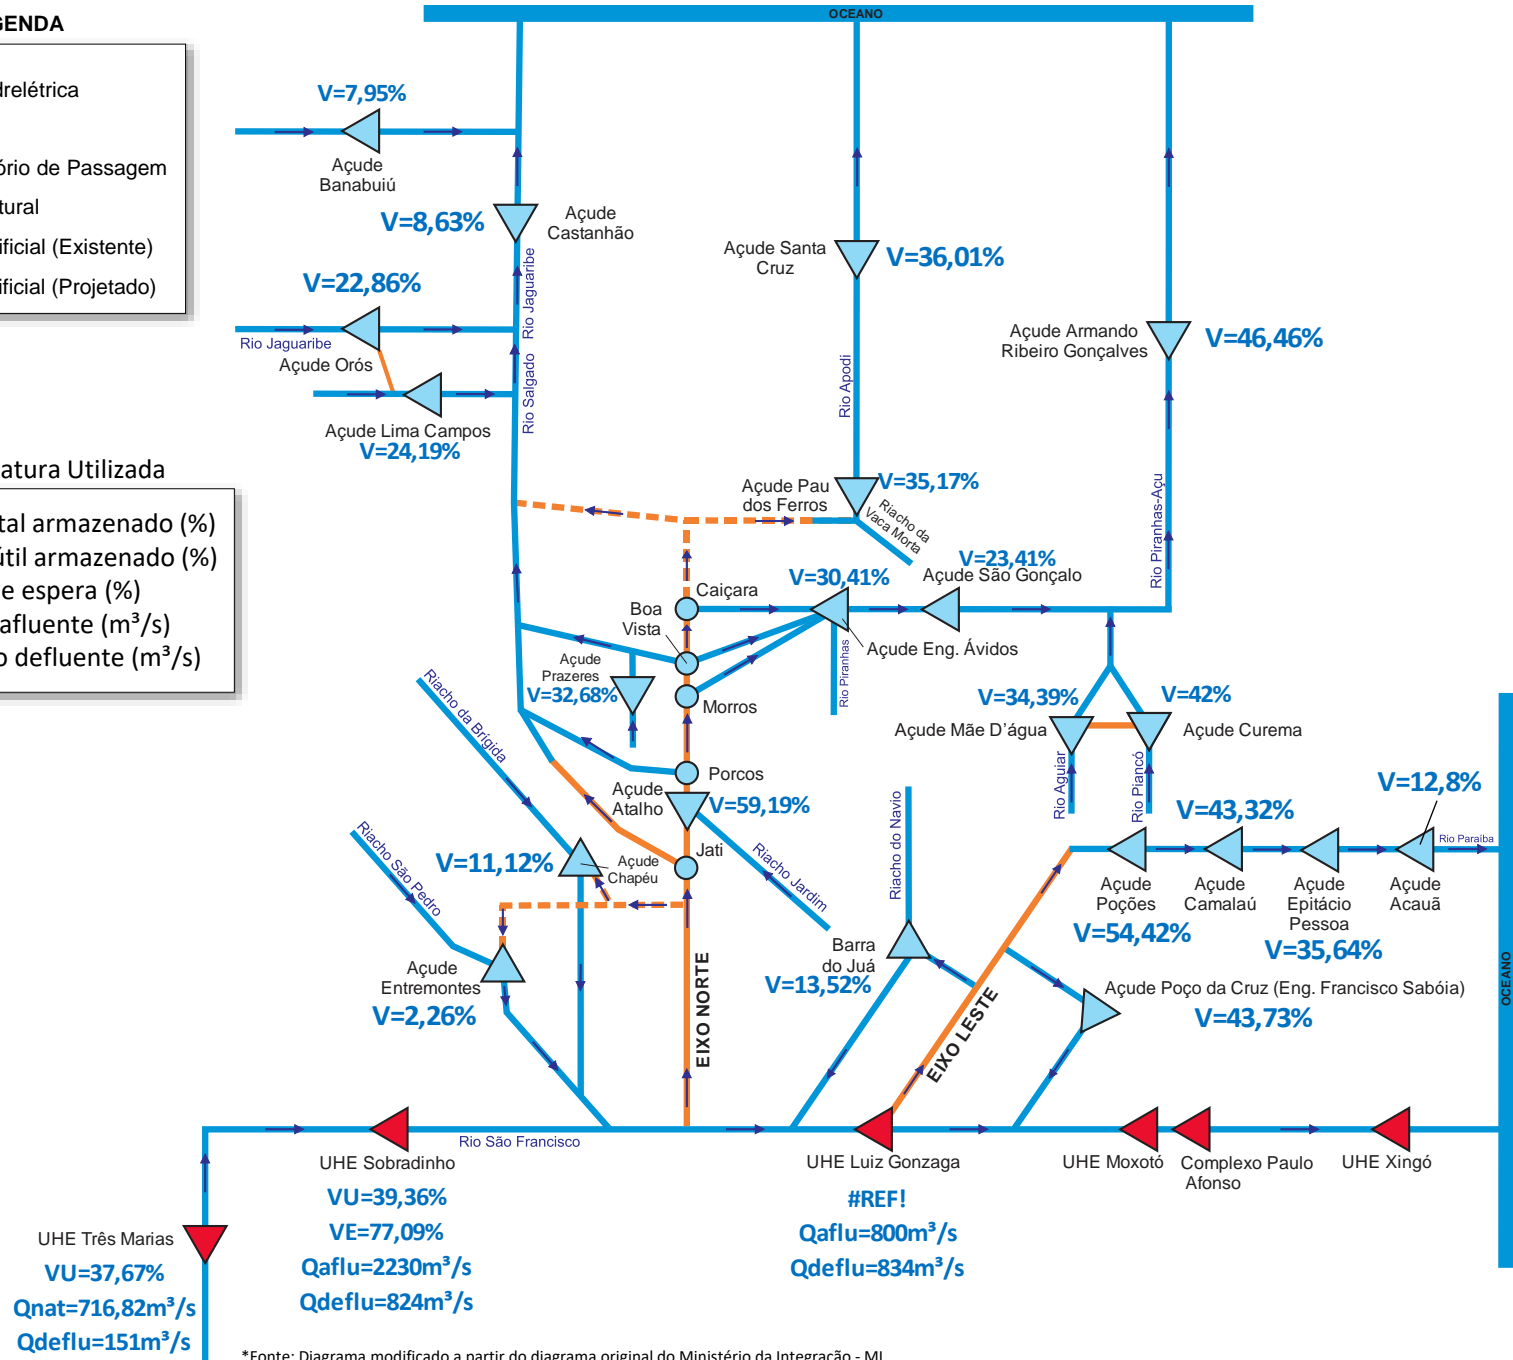 OCEANO
GENDA
drelétrica
ório de Passagem
tural
ificial (Existente)
ificial (Projetado)
V=7,95%
Açude
Banabuiú
V=8,63%
Açude
Castanhão
Rio Jaguaribe
V=22,86%
Rio Jaguaribe
Açude Orós
Rio Salgado
Açude Lima Campos
V=24,19%
Açude Santa
Cruz
V=36,01%
Rio Apodi
Açude Armando
Ribeiro Gonçalves
V=46,46%
Rio Piranhas-Açu
atura Utilizada
tal armazenado (%)
útil armazenado (%)
e espera (%)
afluente (m³/s)
o defluente (m³/s)
Açude Pau
dos Ferros
V=35,17%
Riacho da
Vaca Morta
V=23,41%
Açude São Gonçalo
V=30,41%
Caiçara
Boa
Vista
Açude Eng. Ávidos
Rio Piranhas
Açude
Prazeres
V=32,68%
Morros
Riacho da Brígida
V=34,39%
Açude Mãe D'água
V=42%
Açude Curema
Rio Aguiar
Rio Piancó
Porcos
Açude
Atalho
V=59,19%
Jati
Riacho Jardim
Riacho do Navio
V=12,8%
V=43,32%
Rio Paraíba
Riacho São Pedro
V=11,12%
Açude
Chapéu
Açude
Poções
V=54,42%
Açude
Camalaú
Açude
Epitácio
Pessoa
V=35,64%
Açude
Acauã
Barra
do Juá
V=13,52%
Açude
Entremontes
V=2,26%
EIXO NORTE
EIXO LESTE
Açude Poço da Cruz (Eng. Francisco Sabóia)
V=43,73%
OCEANO
Rio São Francisco
UHE Sobradinho
VU=39,36%
VE=77,09%
Qaflu=2230m³/s
Qdeflu=824m³/s
UHE Luiz Gonzaga
#REF!
Qaflu=800m³/s
Qdeflu=834m³/s
UHE Moxotó
Complexo Paulo
Afonso
UHE Xingó
UHE Três Marias
VU=37,67%
Qnat=716,82m³/s
Qdeflu=151m³/s
*Fonte: Diagrama modificado a partir do diagrama original do Ministério da Integração - MI